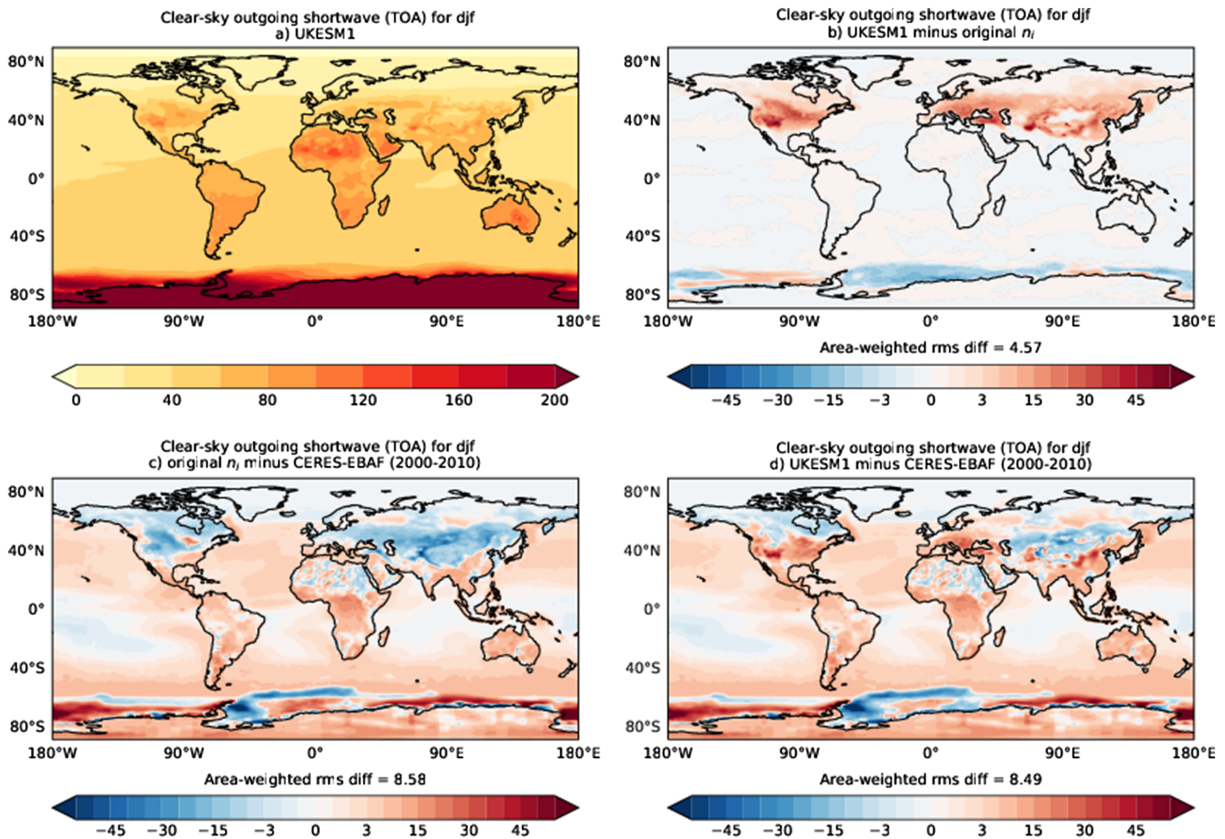 Clear-sky outgoing shortwave (TOA) for djf
a) UKESM1
80°N
40°N
0°
40°S
80°S
180°W 90°W 0° 90°E 180°E
0 40 80 120 160 200
Clear-sky outgoing shortwave (TOA) for djf
b) UKESM1 minus original nᵢ
80°N
40°N
0°
40°S
80°S
180°W 90°W 0° 90°E 180°E
Area-weighted rms diff = 4.57
−45 −30 −15 −3 0 3 15 30 45
Clear-sky outgoing shortwave (TOA) for djf
c) original nᵢ minus CERES-EBAF (2000-2010)
80°N
40°N
0°
40°S
80°S
180°W 90°W 0° 90°E 180°E
Area-weighted rms diff = 8.58
−45 −30 −15 −3 0 3 15 30 45
Clear-sky outgoing shortwave (TOA) for djf
d) UKESM1 minus CERES-EBAF (2000-2010)
80°N
40°N
0°
40°S
80°S
180°W 90°W 0° 90°E 180°E
Area-weighted rms diff = 8.49
−45 −30 −15 −3 0 3 15 30 45